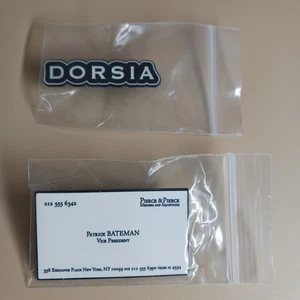 DORSIA
212 555 6342
PIERCE & PIERCE
MERGERS AND AQUISITIONS
PATRICK BATEMAN
VICE PRESIDENT
358 EXCHANGE PLACE NEW YORK, NY 10099 FAX 212 555 6390 TELEX 10 4534